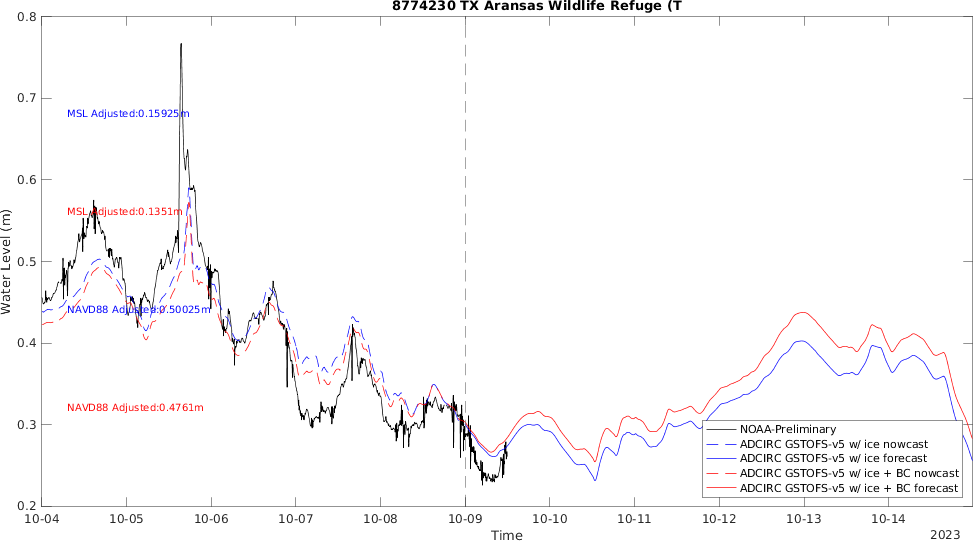 8774230 TX Aransas Wildlife Refuge (T
0.8
0.7
0.6
0.5
0.4
0.3
0.2
Water Level (m)
MSL Adjusted:0.15925m
MSL Adjusted:0.1351m
NAVD88 Adjusted:0.50025m
NAVD88 Adjusted:0.4761m
NOAA-Preliminary
ADCIRC GSTOFS-v5 w/ ice nowcast
ADCIRC GSTOFS-v5 w/ ice forecast
ADCIRC GSTOFS-v5 w/ ice + BC nowcast
ADCIRC GSTOFS-v5 w/ ice + BC forecast
10-04 10-05 10-06 10-07 10-08 10-09 10-10 10-11 10-12 10-13 10-14
Time
2023